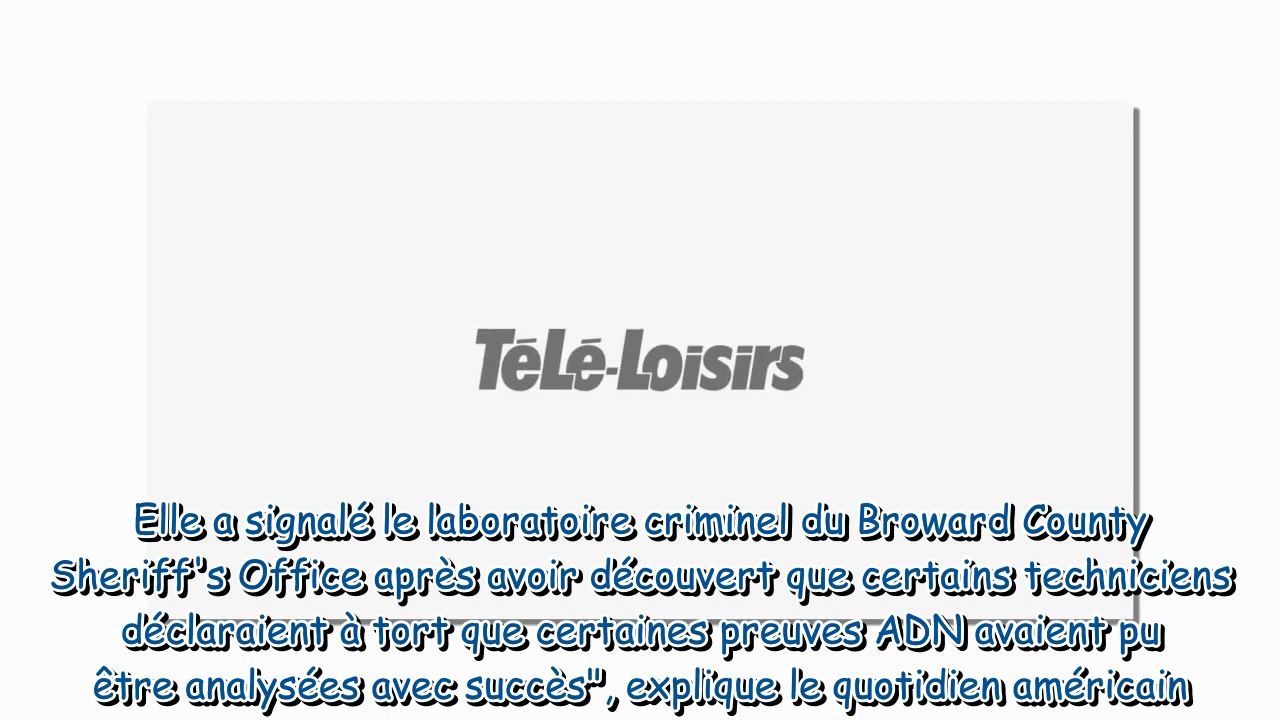 TéLé-Loisirs
Elle a signalé le laboratoire criminel du Broward County
Sheriff's Office après avoir découvert que certains techniciens
déclaraient à tort que certaines preuves ADN avaient pu
être analysées avec succès", explique le quotidien américain